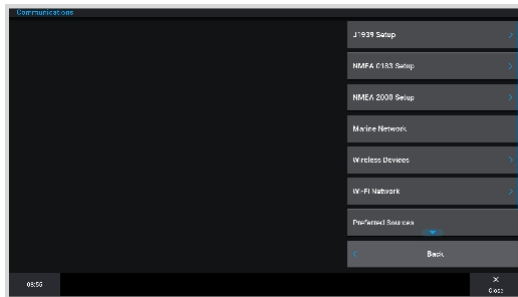 Communications
J1939 Setup
NMEA 0183 Setup
NMEA 2000 Setup
Marine Network
Wireless Devices
Wi-Fi Network
Preferred Sources
Back
08:55
Close